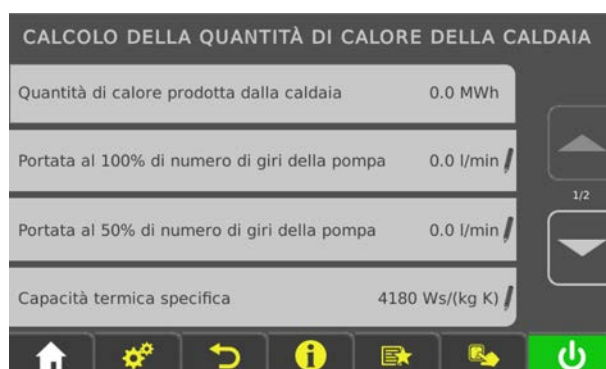 CALCOLO DELLA QUANTITÀ DI CALORE DELLA CALDAIA
Quantità di calore prodotta dalla caldaia 0.0 MWh
Portata al 100% di numero di giri della pompa 0.0 l/min
1/2
Portata al 50% di numero di giri della pompa 0.0 l/min
Capacità termica specifica 4180 Ws/(kg K)